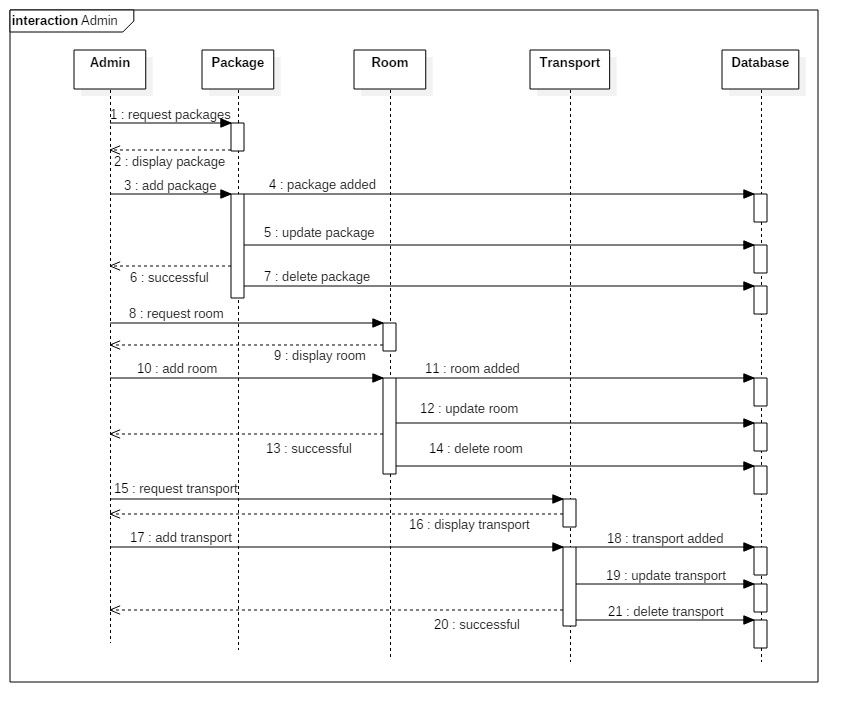 interaction Admin
Admin
Package
Room
Transport
Database
1 : request packages
2 : display package
3 : add package
4 : package added
5 : update package
6 : successful
7 : delete package
8 : request room
9 : display room
10 : add room
11 : room added
12 : update room
13 : successful
14 : delete room
15 : request transport
16 : display transport
17 : add transport
18 : transport added
19 : update transport
20 : successful
21 : delete transport